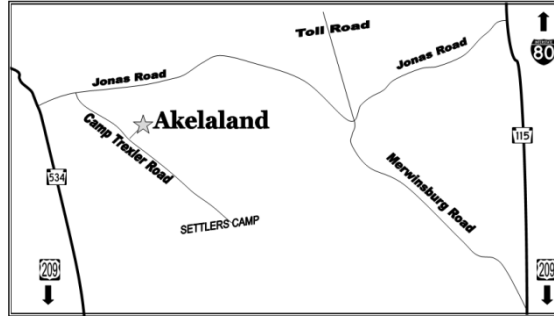 Toll Road
Jonas Road
80
Jonas Road
Akelaland
Camp Trexler Road
115
534
Merwinsburg Road
SETTLERS CAMP
209
209